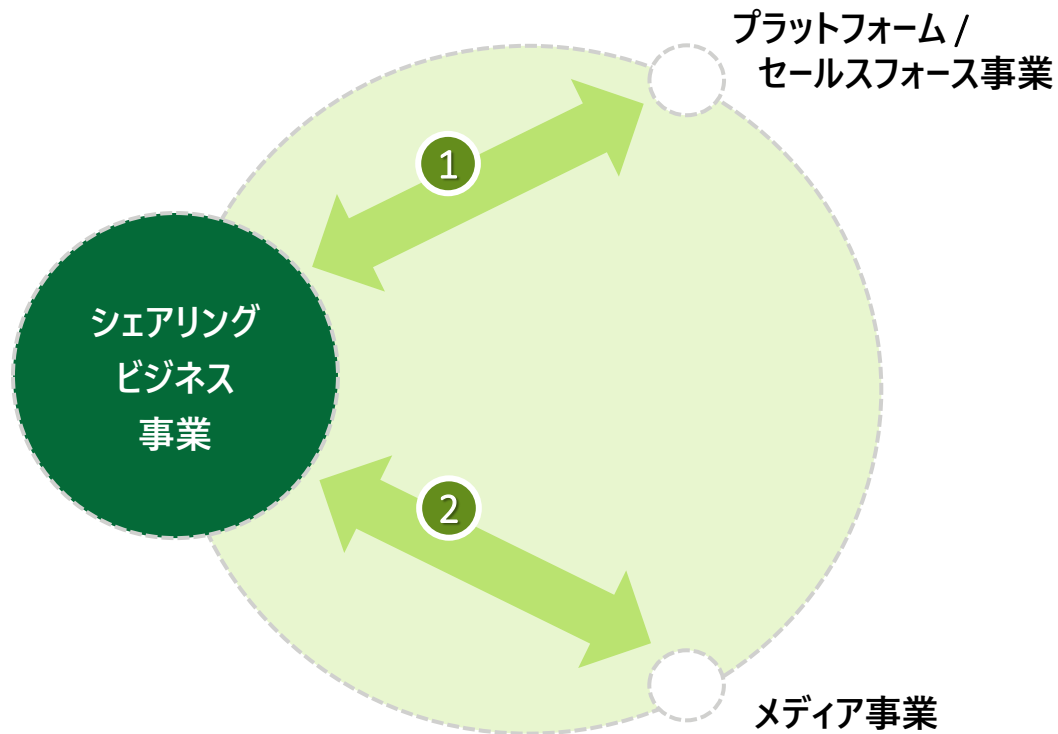 プラットフォーム /
セールスフォース事業
1
シェアリング
ビジネス
事業
2
メディア事業